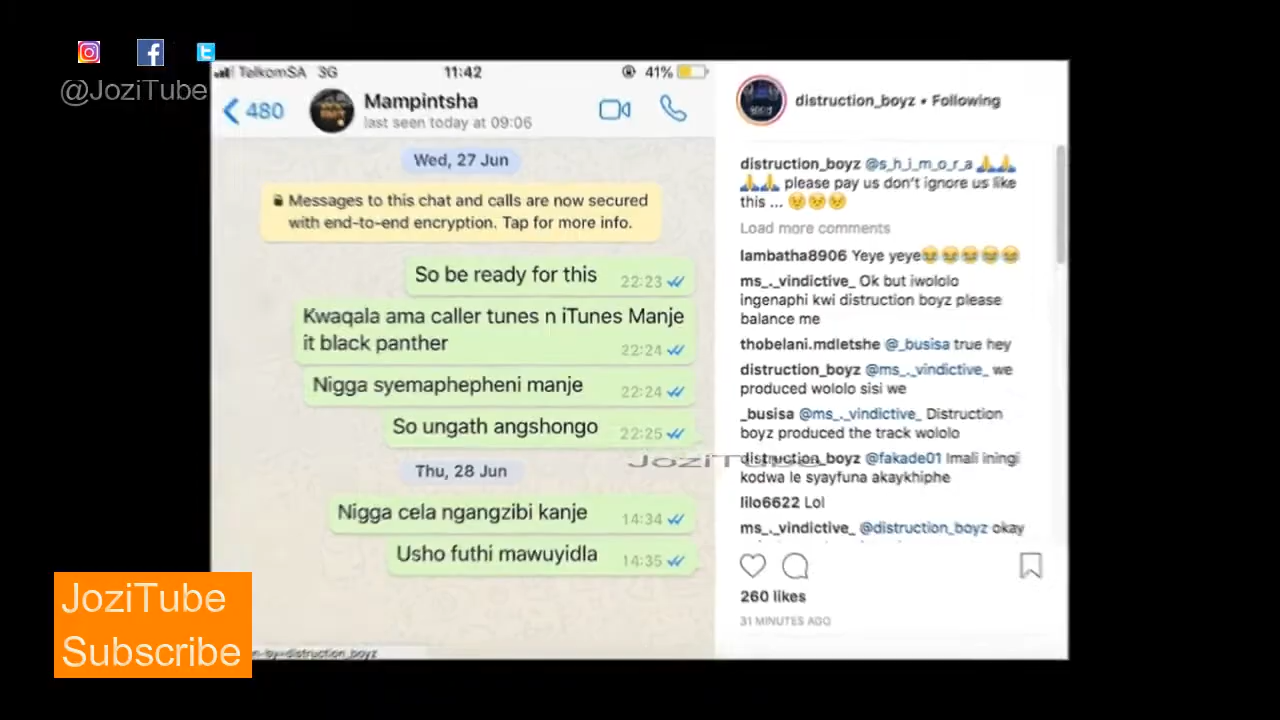 @JoziTube
TelkomSA 3G 11:42 41%
480 Mampintsha
last seen today at 09:06
Wed, 27 Jun
Messages to this chat and calls are now secured
with end-to-end encryption. Tap for more info.
So be ready for this 22:23
Kwaqala ama caller tunes n iTunes Manje
it black panther 22:24
Nigga syemaphepheni manje 22:24
So ungath angshongo 22:25
Thu, 28 Jun
Nigga cela ngangzibi kanje 14:34
Usho futhi mawuyidla 14:35
distruction_boyz • Following
distruction_boyz @s_h_i_m_o_r_a 🙏🙏
🙏🙏 please pay us don't ignore us like
this ... 😢😢😢
Load more comments
lambatha8906 Yeye yeye😂😂😂😂😂
ms_._vindictive_ Ok but iwololo
ingenaphi kwi distruction boyz please
balance me
thobelani.mdletshe @_busisa true hey
distruction_boyz @ms_._vindictive_ we
produced wololo sisi we
_busisa @ms_._vindictive_ Distruction
boyz produced the track wololo
distruction_boyz @fakade01 Imali iningi
kodwa le syayfuna akaykhiphe
lilo6622 Lol
ms_._vindictive_ @distruction_boyz okay
260 likes
31 MINUTES AGO
JoziTube
JoziTube
Subscribe
n-by=distruction_boyz